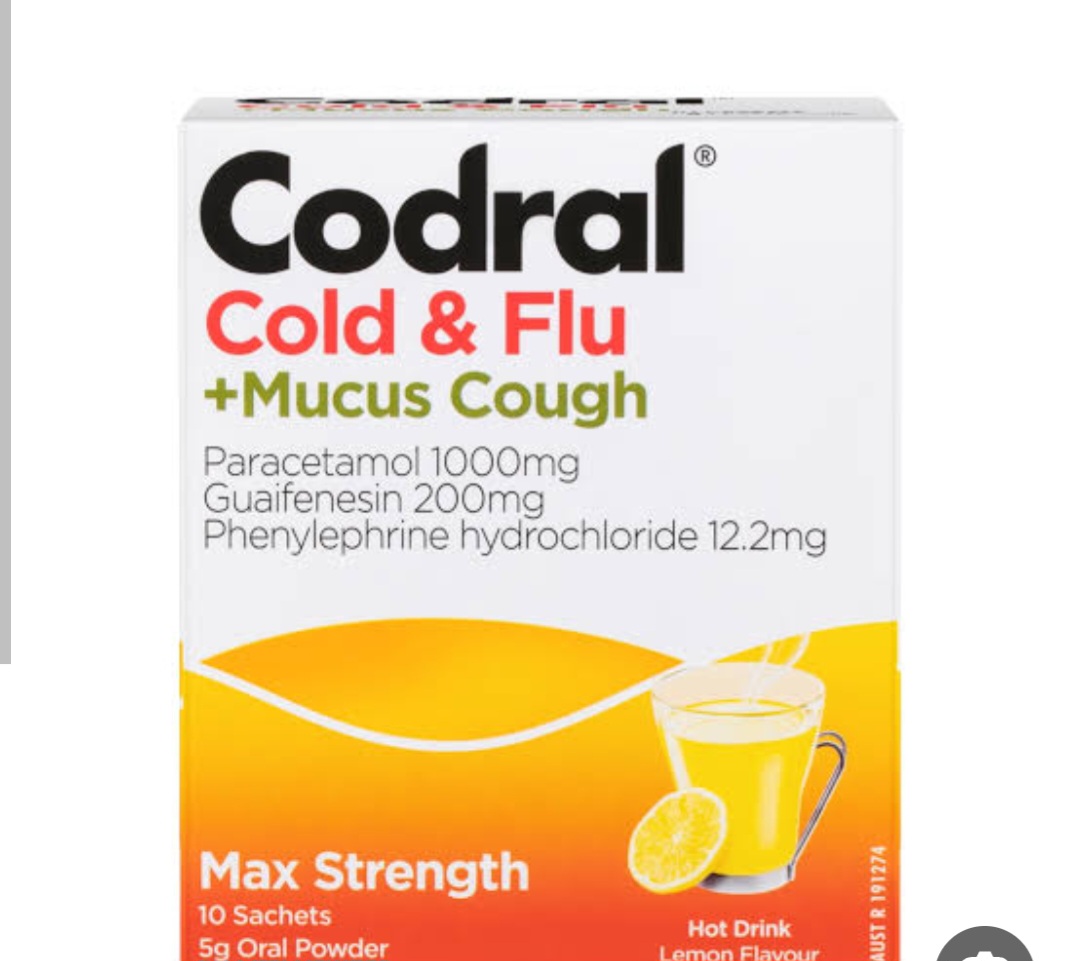 Codral®
Cold & Flu
+Mucus Cough
Paracetamol 1000mg
Guaifenesin 200mg
Phenylephrine hydrochloride 12.2mg
Max Strength
10 Sachets
5g Oral Powder
Hot Drink
Lemon Flavour
AUST R 191274